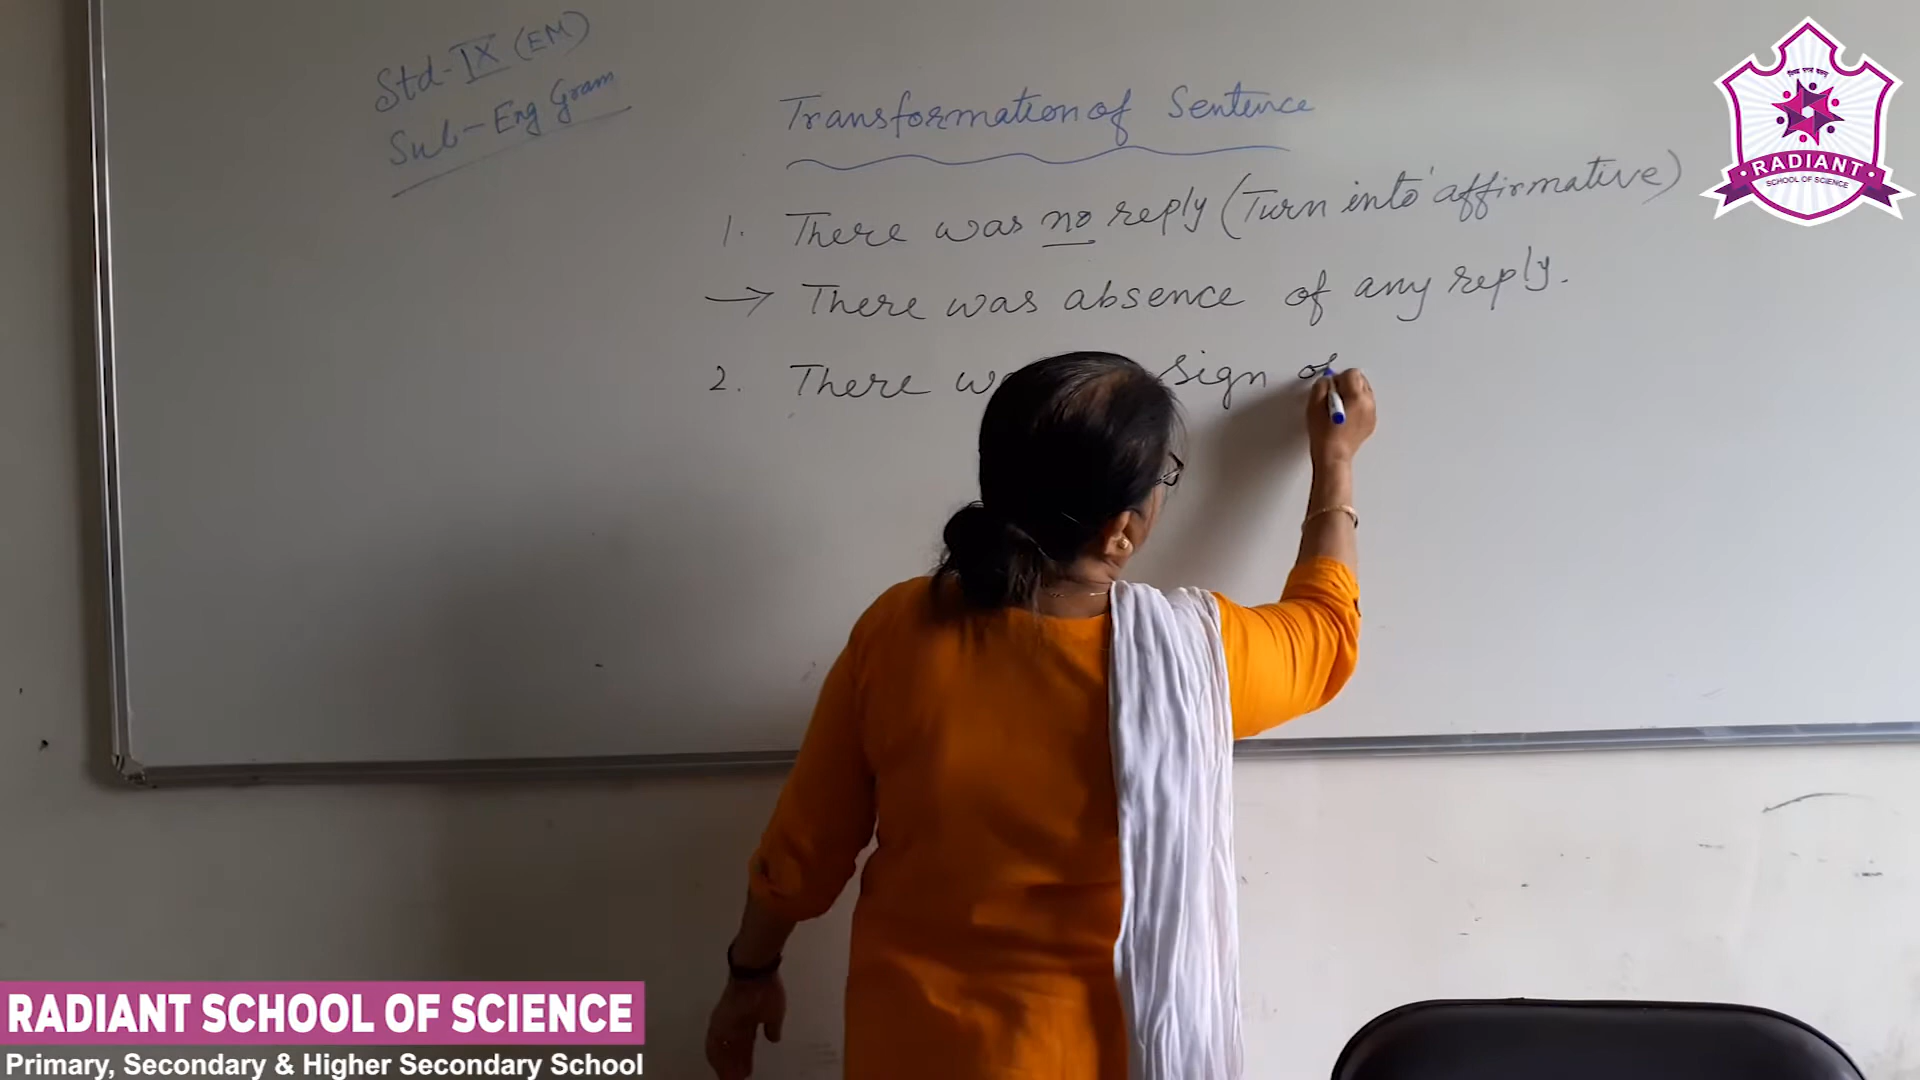 Std-IX (EM)
Sub-Eng Gram
Transformation of Sentence
1. There was no reply (Turn into affirmative)
→ There was absence of any reply.
2. There sign of
RADIANT
SCHOOL OF SCIENCE
RADIANT SCHOOL OF SCIENCE
Primary, Secondary & Higher Secondary School